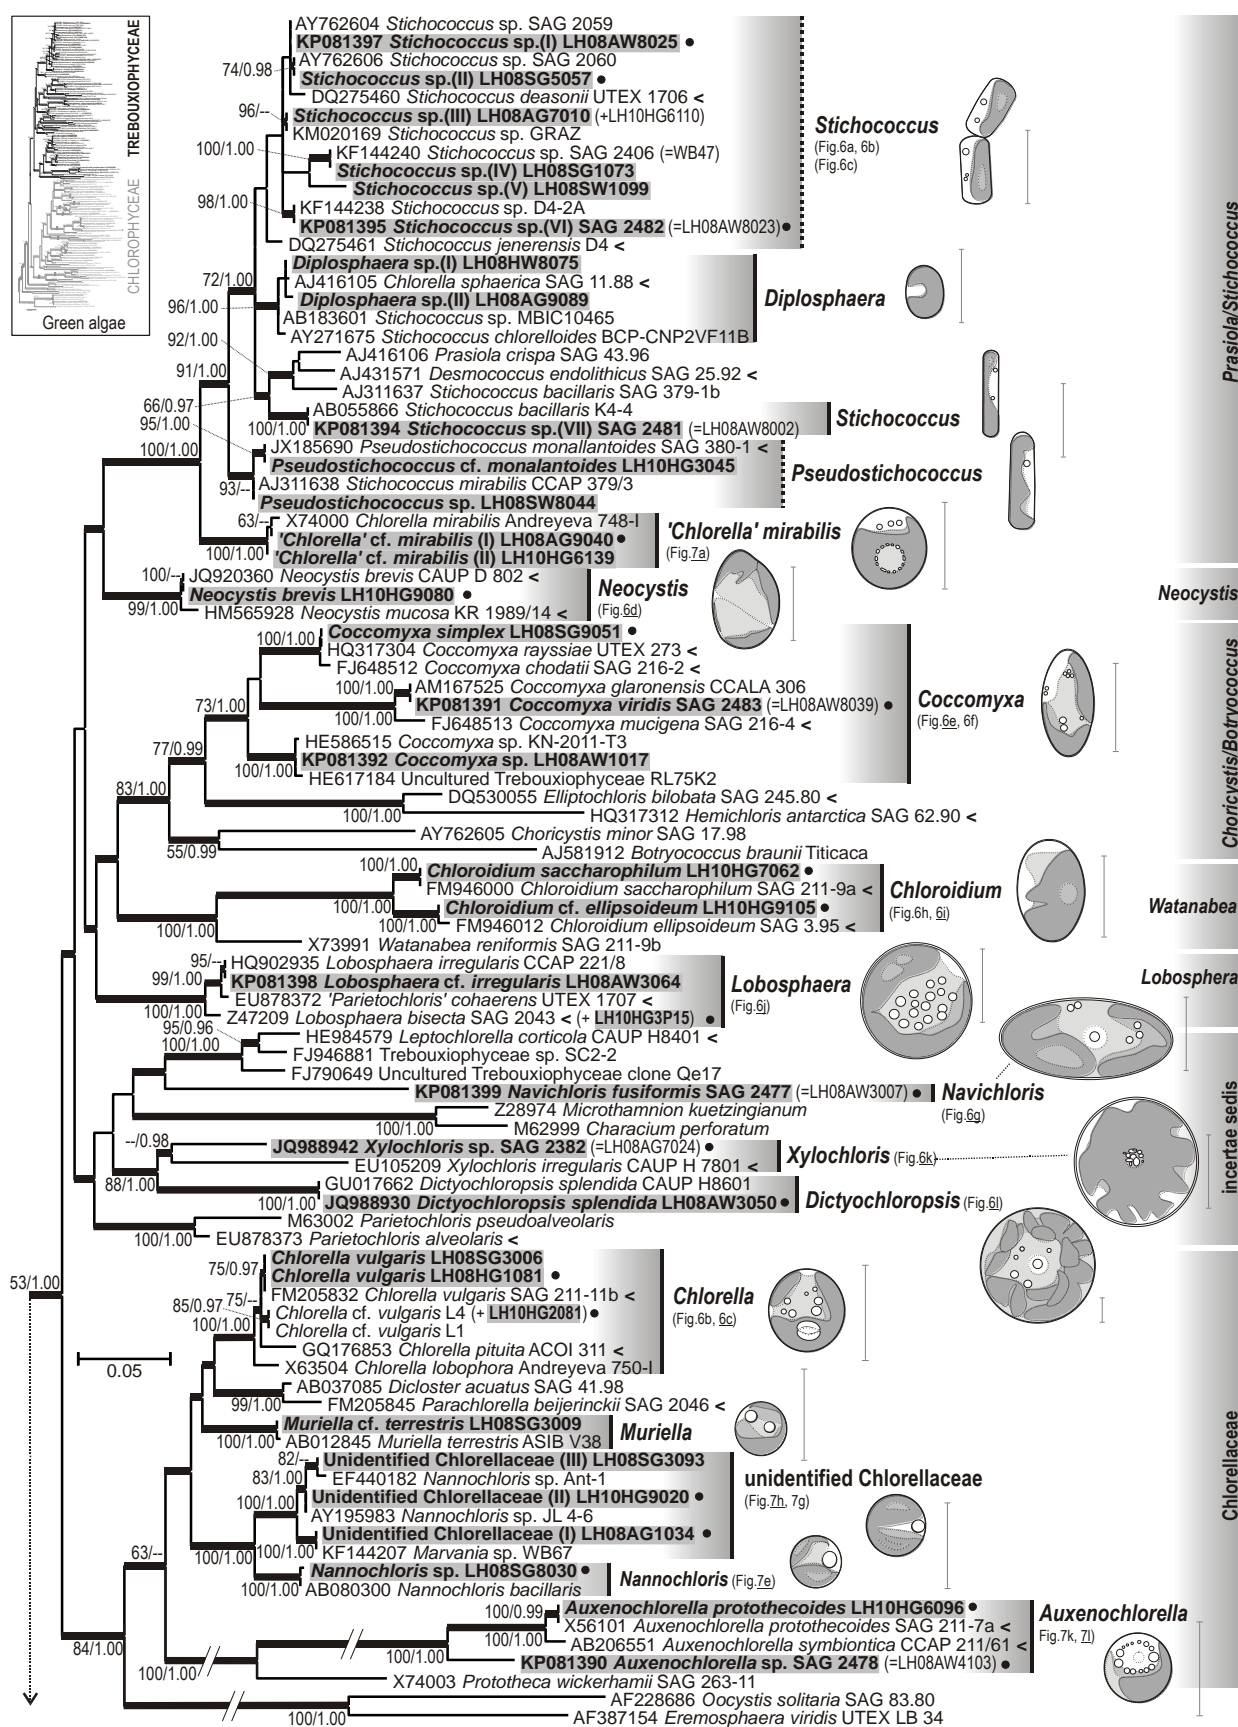 TREBOUXIOPHYCEAE
CHLOROPHYCEAE
Green algae
AY762604 Stichococcus sp. SAG 2059
KP081397 Stichococcus sp.(I) LH08AW8025 ●
AY762606 Stichococcus sp. SAG 2060
74/0.98
Stichococcus sp.(II) LH08SG5057 ●
DQ275460 Stichococcus deasonii UTEX 1706 <
96/--
Stichococcus sp.(III) LH08AG7010 (+LH10HG6110)
KM020169 Stichococcus sp. GRAZ
100/1.00
KF144240 Stichococcus sp. SAG 2406 (=WB47)
Stichococcus sp.(IV) LH08SG1073
Stichococcus sp.(V) LH08SW1099
98/1.00
KF144238 Stichococcus sp. D4-2A
KP081395 Stichococcus sp.(VI) SAG 2482 (=LH08AW8023) ●
DQ275461 Stichococcus jenerensis D4 <
Stichococcus
(Fig.6a, 6b)
(Fig.6c)
Diplosphaera sp.(I) LH08HW8075
72/1.00
AJ416105 Chlorella sphaerica SAG 11.88 <
Diplosphaera sp.(II) LH08AG9089
96/1.00
AB183601 Stichococcus sp. MBIC10465
AY271675 Stichococcus chlorelloides BCP-CNP2VF11B
Diplosphaera
92/1.00
AJ416106 Prasiola crispa SAG 43.96
91/1.00
AJ431571 Desmococcus endolithicus SAG 25.92 <
AJ311637 Stichococcus bacillaris SAG 379-1b
66/0.97
AB055866 Stichococcus bacillaris K4-4
95/1.00
100/1.00
KP081394 Stichococcus sp.(VII) SAG 2481 (=LH08AW8002)
Stichococcus
100/1.00
JX185690 Pseudostichococcus monallantoides SAG 380-1 <
Pseudostichococcus cf. monalantoides LH10HG3045
93/--
AJ311638 Stichococcus mirabilis CCAP 379/3
Pseudostichococcus sp. LH08SW8044
Pseudostichococcus
63/--
X74000 Chlorella mirabilis Andreyeva 748-I
'Chlorella' cf. mirabilis (I) LH08AG9040 ●
100/1.00
'Chlorella' cf. mirabilis (II) LH10HG6139
'Chlorella' mirabilis
(Fig.7a)
Prasiola/Stichococcus
100/--
JQ920360 Neocystis brevis CAUP D 802 <
Neocystis brevis LH10HG9080 ●
99/1.00
HM565928 Neocystis mucosa KR 1989/14 <
Neocystis
(Fig.6d)
Neocystis
Coccomyxa simplex LH08SG9051 ●
100/1.00
HQ317304 Coccomyxa rayssiae UTEX 273 <
FJ648512 Coccomyxa chodatii SAG 216-2 <
100/1.00
AM167525 Coccomyxa glaronensis CCALA 306
KP081391 Coccomyxa viridis SAG 2483 (=LH08AW8039) ●
73/1.00
100/1.00
FJ648513 Coccomyxa mucigena SAG 216-4 <
HE586515 Coccomyxa sp. KN-2011-T3
77/0.99
KP081392 Coccomyxa sp. LH08AW1017
100/1.00
HE617184 Uncultured Trebouxiophyceae RL75K2
Coccomyxa
(Fig.6e, 6f)
83/1.00
DQ530055 Elliptochloris bilobata SAG 245.80 <
100/1.00
HQ317312 Hemichloris antarctica SAG 62.90 <
AY762605 Choricystis minor SAG 17.98
55/0.99
AJ581912 Botryococcus braunii Titicaca
Choricystis/Botryococcus
100/1.00
Chloroidium saccharophilum LH10HG7062 ●
FM946000 Chloroidium saccharophilum SAG 211-9a <
100/1.00
Chloroidium cf. ellipsoideum LH10HG9105 ●
100/1.00
100/1.00
FM946012 Chloroidium ellipsoideum SAG 3.95 <
X73991 Watanabea reniformis SAG 211-9b
Chloroidium
(Fig.6h, 6i)
Watanabea
95/--
HQ902935 Lobosphaera irregularis CCAP 221/8
99/1.00
KP081398 Lobosphaera cf. irregularis LH08AW3064
EU878372 'Parietochloris' cohaerens UTEX 1707 <
100/1.00
Z47209 Lobosphaera bisecta SAG 2043 < (+ LH10HG3P15) ●
Lobosphaera
(Fig.6j)
Lobosphera
95/0.96
HE984579 Leptochlorella corticola CAUP H8401 <
100/1.00
FJ946881 Trebouxiophyceae sp. SC2-2
FJ790649 Uncultured Trebouxiophyceae clone Qe17
KP081399 Navichloris fusiformis SAG 2477 (=LH08AW3007) ●
Navichloris
(Fig.6g)
Z28974 Microthamnion kuetzingianum
100/1.00
M62999 Characium perforatum
--/0.98
JQ988942 Xylochloris sp. SAG 2382 (=LH08AG7024) ●
EU105209 Xylochloris irregularis CAUP H 7801 <
Xylochloris (Fig.6k)
88/1.00
GU017662 Dictyochloropsis splendida CAUP H8601
100/1.00
JQ988930 Dictyochloropsis splendida LH08AW3050 ●
Dictyochloropsis (Fig.6l)
M63002 Parietochloris pseudoalveolaris
100/1.00
EU878373 Parietochloris alveolaris <
incertae sedis
53/1.00
Chlorella vulgaris LH08SG3006
75/0.97
Chlorella vulgaris LH08HG1081 ●
FM205832 Chlorella vulgaris SAG 211-11b <
75/--
85/0.97
Chlorella cf. vulgaris L4 (+ LH10HG2081) ●
100/1.00
Chlorella cf. vulgaris L1
GQ176853 Chlorella pituita ACOI 311 <
X63504 Chlorella lobophora Andreyeva 750-I
Chlorella
(Fig.6b, 6c)
0.05
AB037085 Dicloster acuatus SAG 41.98
99/1.00
FM205845 Parachlorella beijerinckii SAG 2046 <
Muriella cf. terrestris LH08SG3009
100/1.00
AB012845 Muriella terrestris ASIB V38
Muriella
82/--
Unidentified Chlorellaceae (III) LH08SG3093
83/1.00
EF440182 Nannochloris sp. Ant-1
Unidentified Chlorellaceae (II) LH10HG9020 ●
100/1.00
AY195983 Nannochloris sp. JL 4-6
Unidentified Chlorellaceae (I) LH08AG1034 ●
100/1.00
100/1.00
KF144207 Marvania sp. WB67
unidentified Chlorellaceae
(Fig.7h, 7g)
63/--
Nannochloris sp. LH08SG8030 ●
100/1.00
AB080300 Nannochloris bacillaris
Nannochloris (Fig.7e)
100/0.99
Auxenochlorella protothecoides LH10HG6096 ●
X56101 Auxenochlorella protothecoides SAG 211-7a <
100/1.00
AB206551 Auxenochlorella symbiontica CCAP 211/61 <
84/1.00
100/1.00
100/1.00
KP081390 Auxenochlorella sp. SAG 2478 (=LH08AW4103) ●
X74003 Prototheca wickerhamii SAG 263-11
Auxenochlorella
(Fig.7k, 7l)
AF228686 Oocystis solitaria SAG 83.80
100/1.00
AF387154 Eremosphaera viridis UTEX LB 34
Chlorellaceae